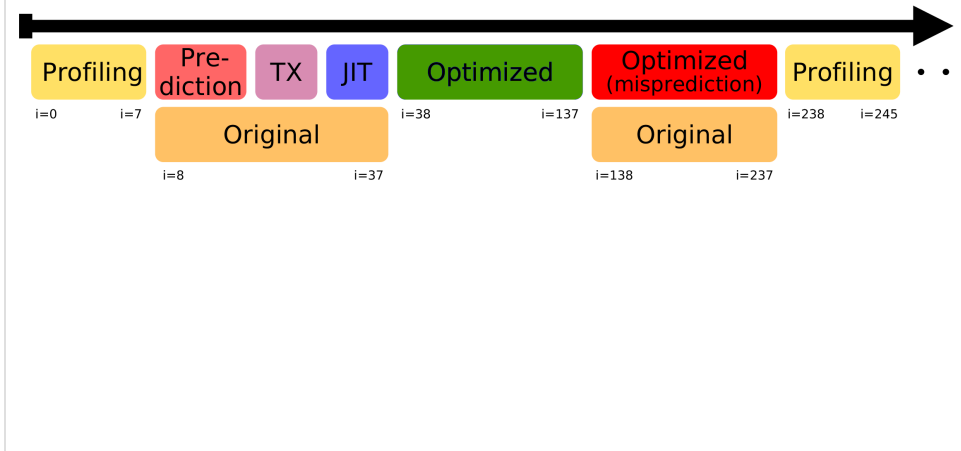 Profiling
Pre-
diction
TX
JIT
Optimized
Optimized
(misprediction)
Profiling
i=0
i=7
i=38
i=137
i=238
i=245
Original
Original
i=8
i=37
i=138
i=237